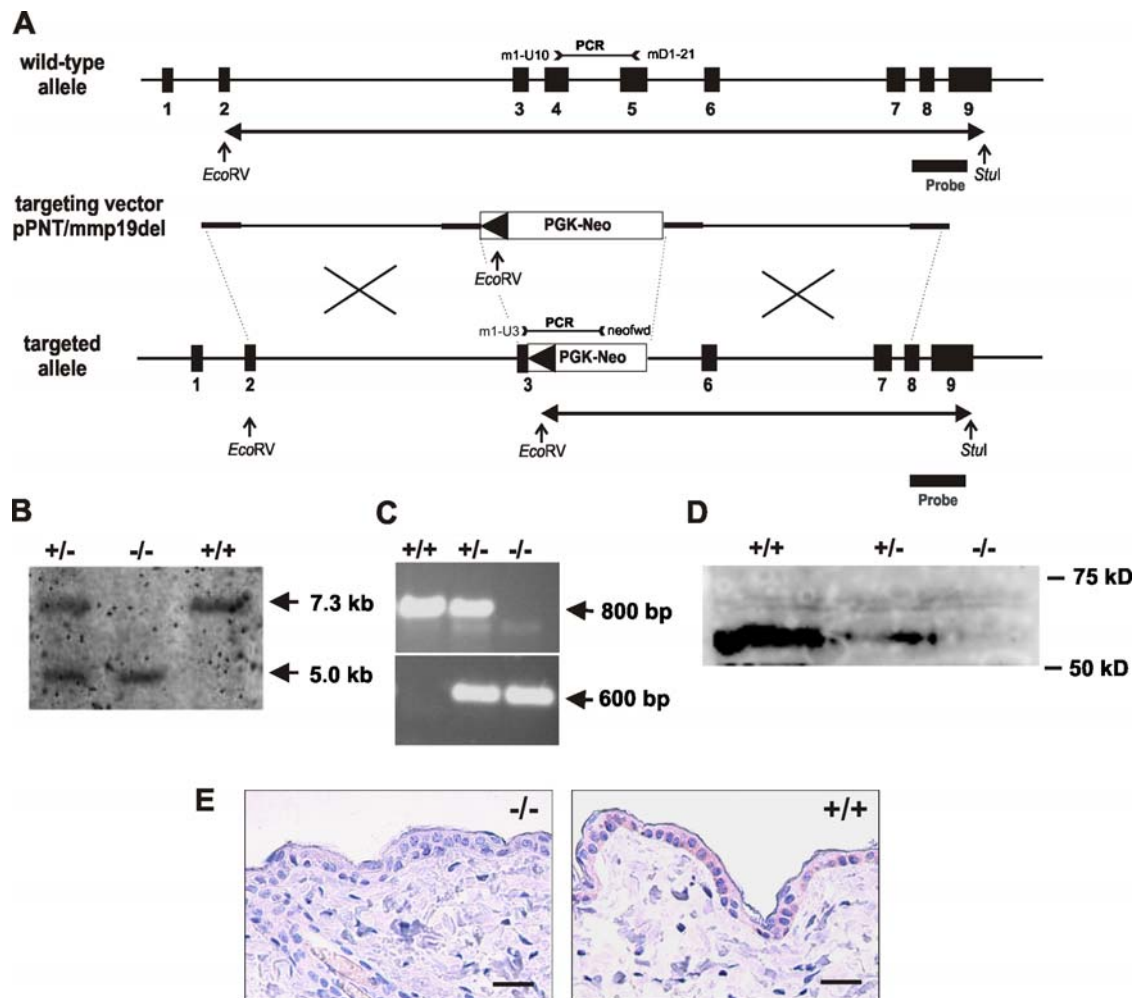 A
wild-type
allele
m1-U10 PCR mD1-21
1 2 3 4 5 6 7 8 9
EcoRV
StuI
Probe
targeting vector
pPNT/mmp19del
PGK-Neo
EcoRV
targeted
allele
m1-U3 PCR neofwd
PGK-Neo
1 2 3 6 7 8 9
EcoRV
EcoRV
StuI
Probe
B
+/- -/- +/+
7.3 kb
5.0 kb
C
+/+ +/- -/-
800 bp
600 bp
D
+/+ +/- -/-
75 kD
50 kD
E
-/-
+/+